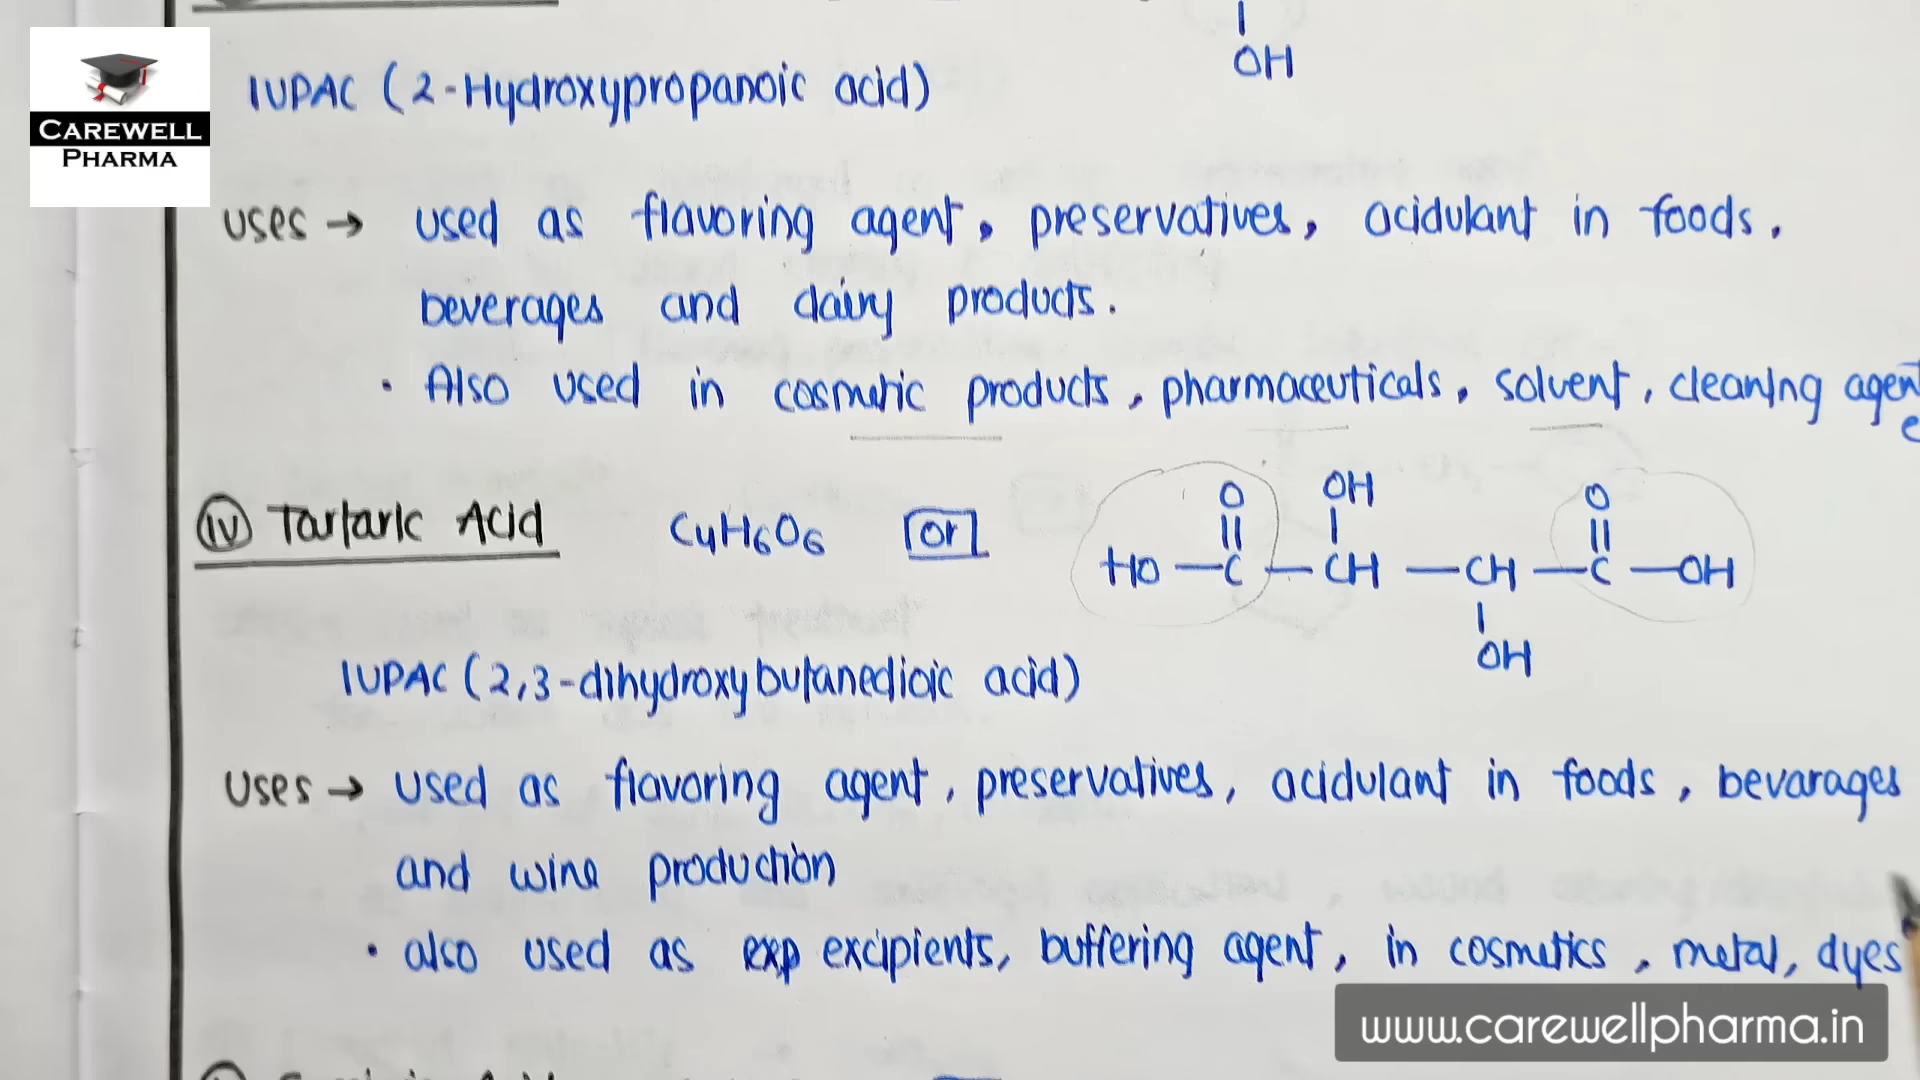 OH
CAREWELL
PHARMA
IUPAC (2-Hydroxypropanoic acid)
Uses → used as flavoring agent, preservatives, acidulant in foods,
beverages and dairy products.
• Also used in cosmetic products, pharmaceuticals, solvent, cleaning agent
(iv) Tartaric Acid C4H6O6 or
O OH O
HO — C — CH — CH — C — OH
OH
IUPAC (2,3-dihydroxybutanedioic acid)
Uses → used as flavoring agent, preservatives, acidulant in foods, bevarages
and wine production
• also used as exp excipients, buffering agent, in cosmetics, metal, dyes
www.carewellpharma.in